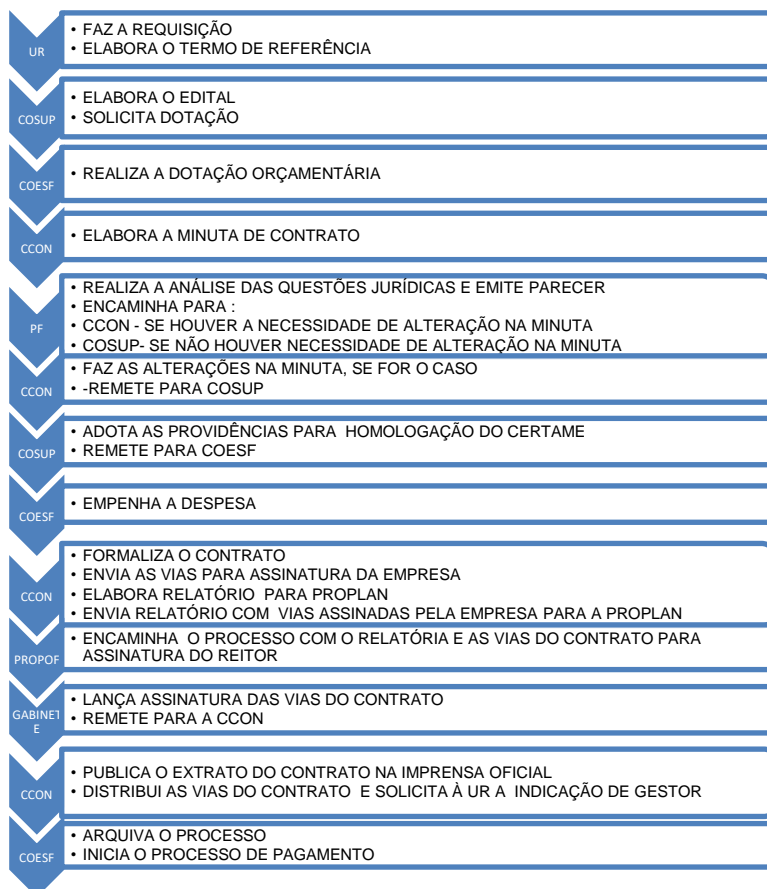 UR
• FAZ A REQUISIÇÃO
• ELABORA O TERMO DE REFERÊNCIA
COSUP
• ELABORA O EDITAL
• SOLICITA DOTAÇÃO
COESF
• REALIZA A DOTAÇÃO ORÇAMENTÁRIA
CCON
• ELABORA A MINUTA DE CONTRATO
PF
• REALIZA A ANÁLISE DAS QUESTÕES JURÍDICAS E EMITE PARECER
• ENCAMINHA PARA :
• CCON - SE HOUVER A NECESSIDADE DE ALTERAÇÃO NA MINUTA
• COSUP- SE NÃO HOUVER NECESSIDADE DE ALTERAÇÃO NA MINUTA
CCON
• FAZ AS ALTERAÇÕES NA MINUTA, SE FOR O CASO
• -REMETE PARA COSUP
COSUP
• ADOTA AS PROVIDÊNCIAS PARA HOMOLOGAÇÃO DO CERTAME
• REMETE PARA COESF
COESF
• EMPENHA A DESPESA
CCON
• FORMALIZA O CONTRATO
• ENVIA AS VIAS PARA ASSINATURA DA EMPRESA
• ELABORA RELATÓRIO PARA PROPLAN
• ENVIA RELATÓRIO COM VIAS ASSINADAS PELA EMPRESA PARA A PROPLAN
PROPOF
• ENCAMINHA O PROCESSO COM O RELATÓRIA E AS VIAS DO CONTRATO PARA
ASSINATURA DO REITOR
GABINET
E
• LANÇA ASSINATURA DAS VIAS DO CONTRATO
• REMETE PARA A CCON
CCON
• PUBLICA O EXTRATO DO CONTRATO NA IMPRENSA OFICIAL
• DISTRIBUI AS VIAS DO CONTRATO E SOLICITA À UR A INDICAÇÃO DE GESTOR
COESF
• ARQUIVA O PROCESSO
• INICIA O PROCESSO DE PAGAMENTO